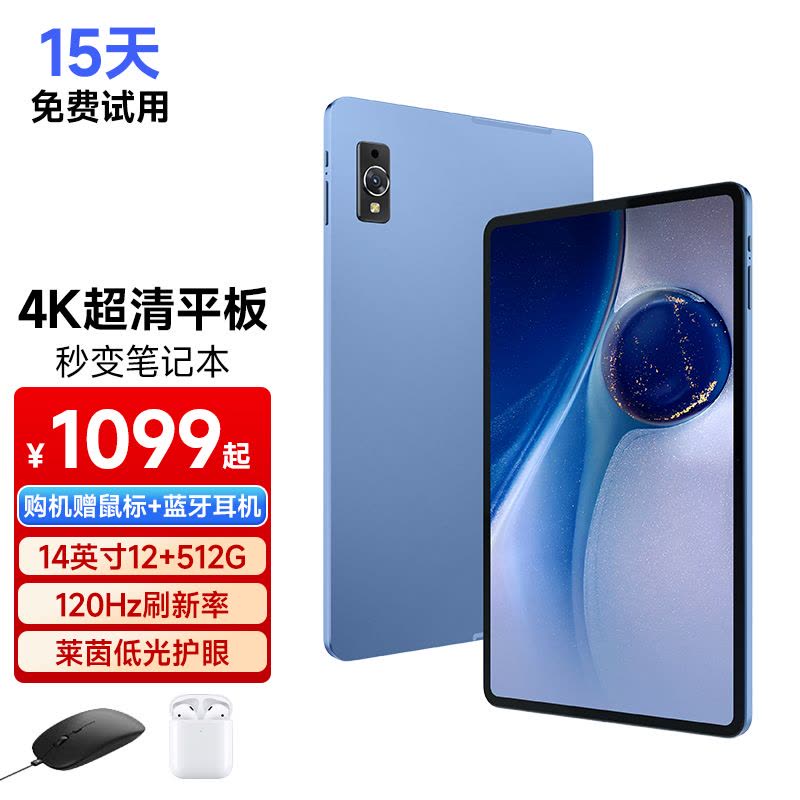 15天
免费试用
4K超清平板
秒变笔记本
¥1099起
购机赠鼠标+蓝牙耳机
14英寸12+512G
120Hz刷新率
莱茵低光护眼